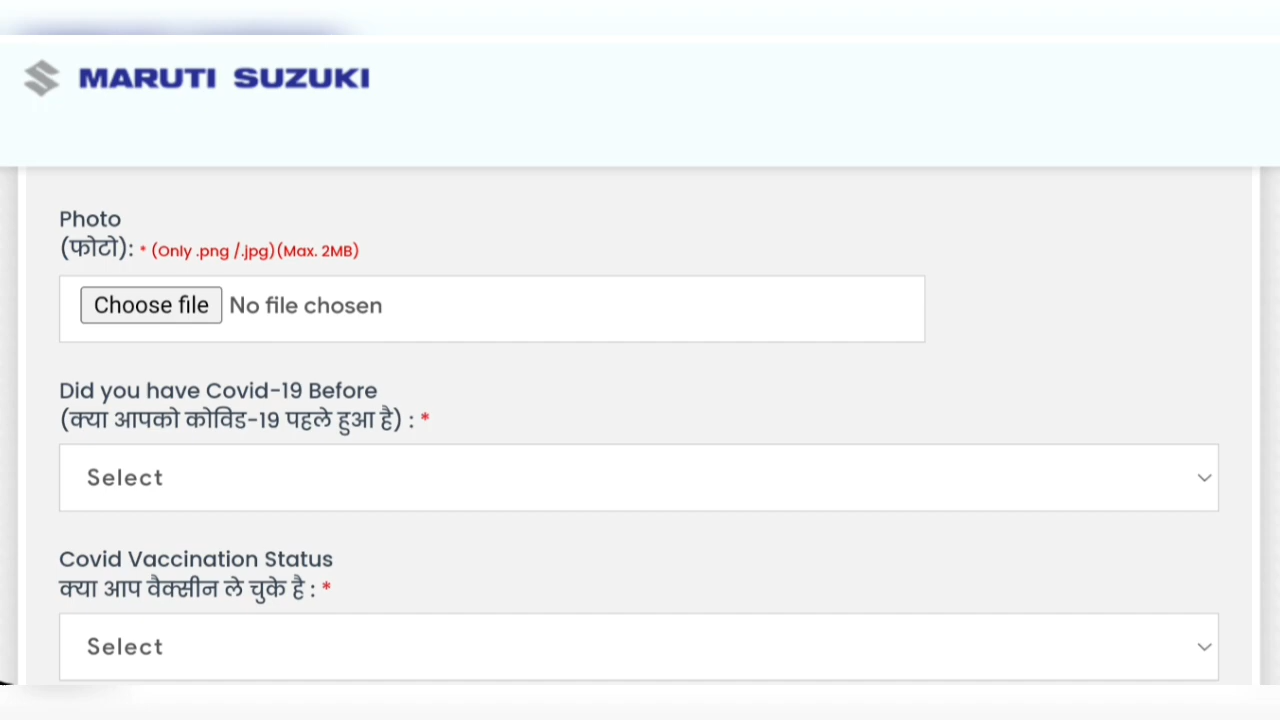 MARUTI SUZUKI
Photo
(फोटो): * (Only .png /.jpg)(Max. 2MB)
Choose file No file chosen
Did you have Covid-19 Before
(क्या आपको कोविड-19 पहले हुआ है) : *
Select
Covid Vaccination Status
क्या आप वैक्सीन ले चुके है : *
Select